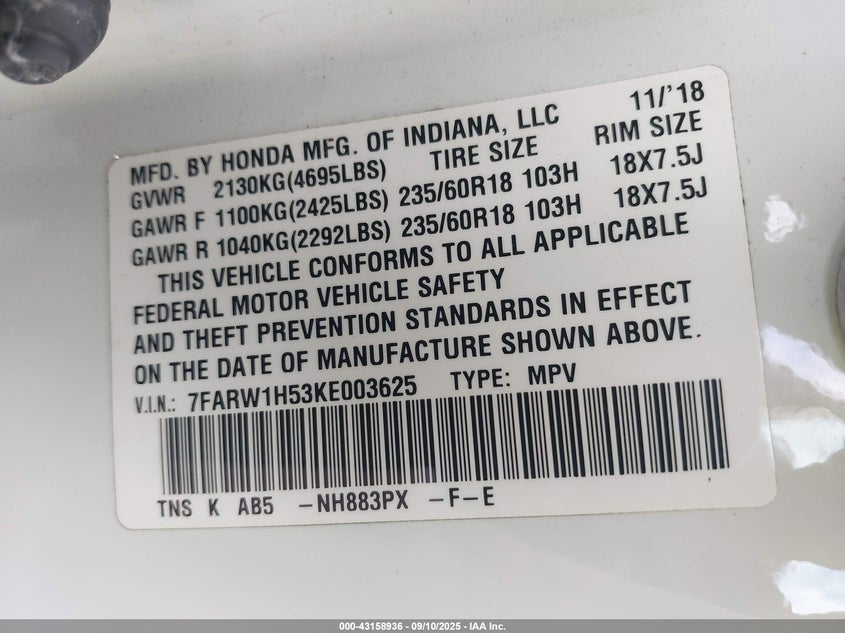 MFD. BY HONDA MFG. OF INDIANA, LLC 11/'18
GVWR 2130KG(4695LBS) TIRE SIZE RIM SIZE
GAWR F 1100KG(2425LBS) 235/60R18 103H 18X7.5J
GAWR R 1040KG(2292LBS) 235/60R18 103H 18X7.5J
THIS VEHICLE CONFORMS TO ALL APPLICABLE
FEDERAL MOTOR VEHICLE SAFETY
AND THEFT PREVENTION STANDARDS IN EFFECT
ON THE DATE OF MANUFACTURE SHOWN ABOVE.
V.I.N.: 7FARW1H53KE003625 TYPE: MPV
TNS K AB5 -NH883PX -F-E
000-43158936 - 09/10/2025 - IAA Inc.